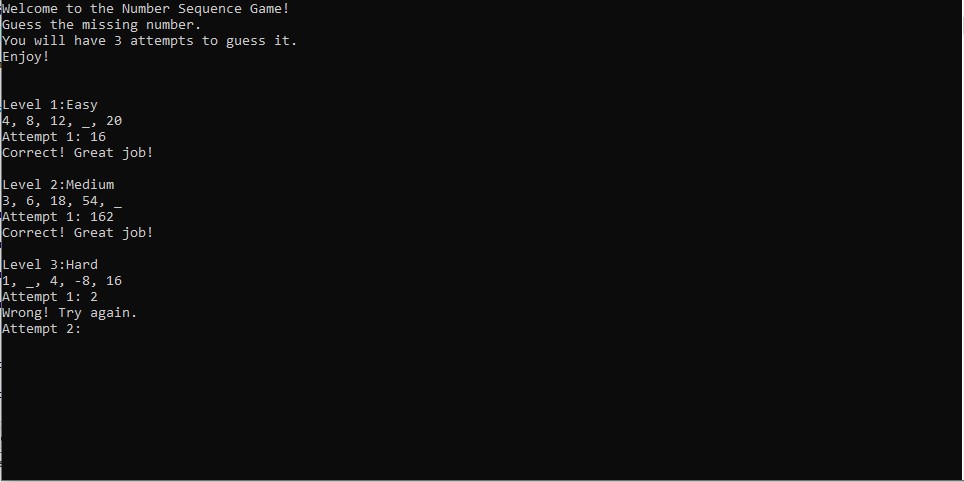 Welcome to the Number Sequence Game!
Guess the missing number.
You will have 3 attempts to guess it.
Enjoy!
Level 1:Easy
4, 8, 12, _, 20
Attempt 1: 16
Correct! Great job!
Level 2:Medium
3, 6, 18, 54, _
Attempt 1: 162
Correct! Great job!
Level 3:Hard
1, _, 4, -8, 16
Attempt 1: 2
Wrong! Try again.
Attempt 2: